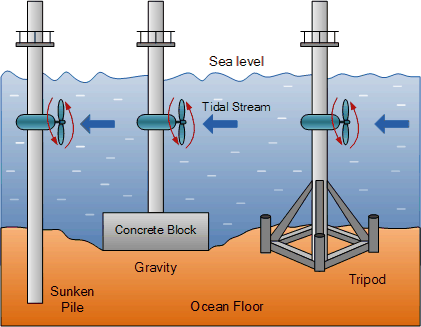 Sea level
Tidal Stream
Concrete Block
Gravity
Tripod
Sunken
Pile
Ocean Floor